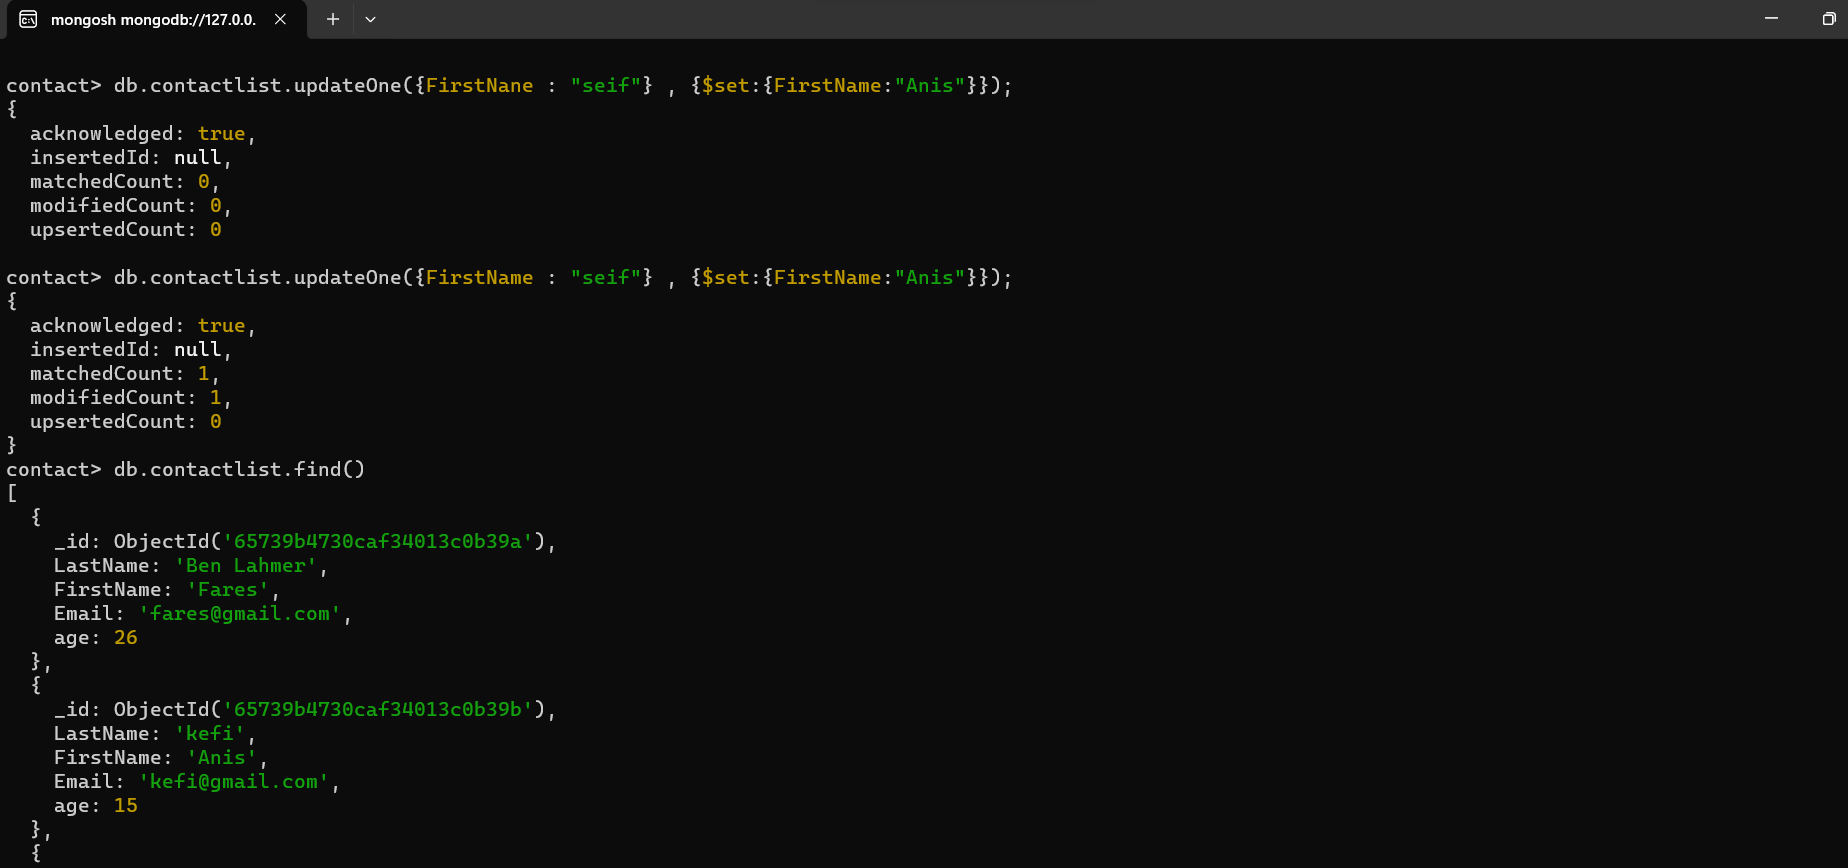 mongosh mongodb://127.0.0.
contact> db.contactlist.updateOne({FirstNane : "seif"} , {$set:{FirstName:"Anis"}});
{
  acknowledged: true,
  insertedId: null,
  matchedCount: 0,
  modifiedCount: 0,
  upsertedCount: 0
contact> db.contactlist.updateOne({FirstName : "seif"} , {$set:{FirstName:"Anis"}});
{
  acknowledged: true,
  insertedId: null,
  matchedCount: 1,
  modifiedCount: 1,
  upsertedCount: 0
}
contact> db.contactlist.find()
[
  {
    _id: ObjectId('65739b4730caf34013c0b39a'),
    LastName: 'Ben Lahmer',
    FirstName: 'Fares',
    Email: 'fares@gmail.com',
    age: 26
  },
  {
    _id: ObjectId('65739b4730caf34013c0b39b'),
    LastName: 'kefi',
    FirstName: 'Anis',
    Email: 'kefi@gmail.com',
    age: 15
  },
  {